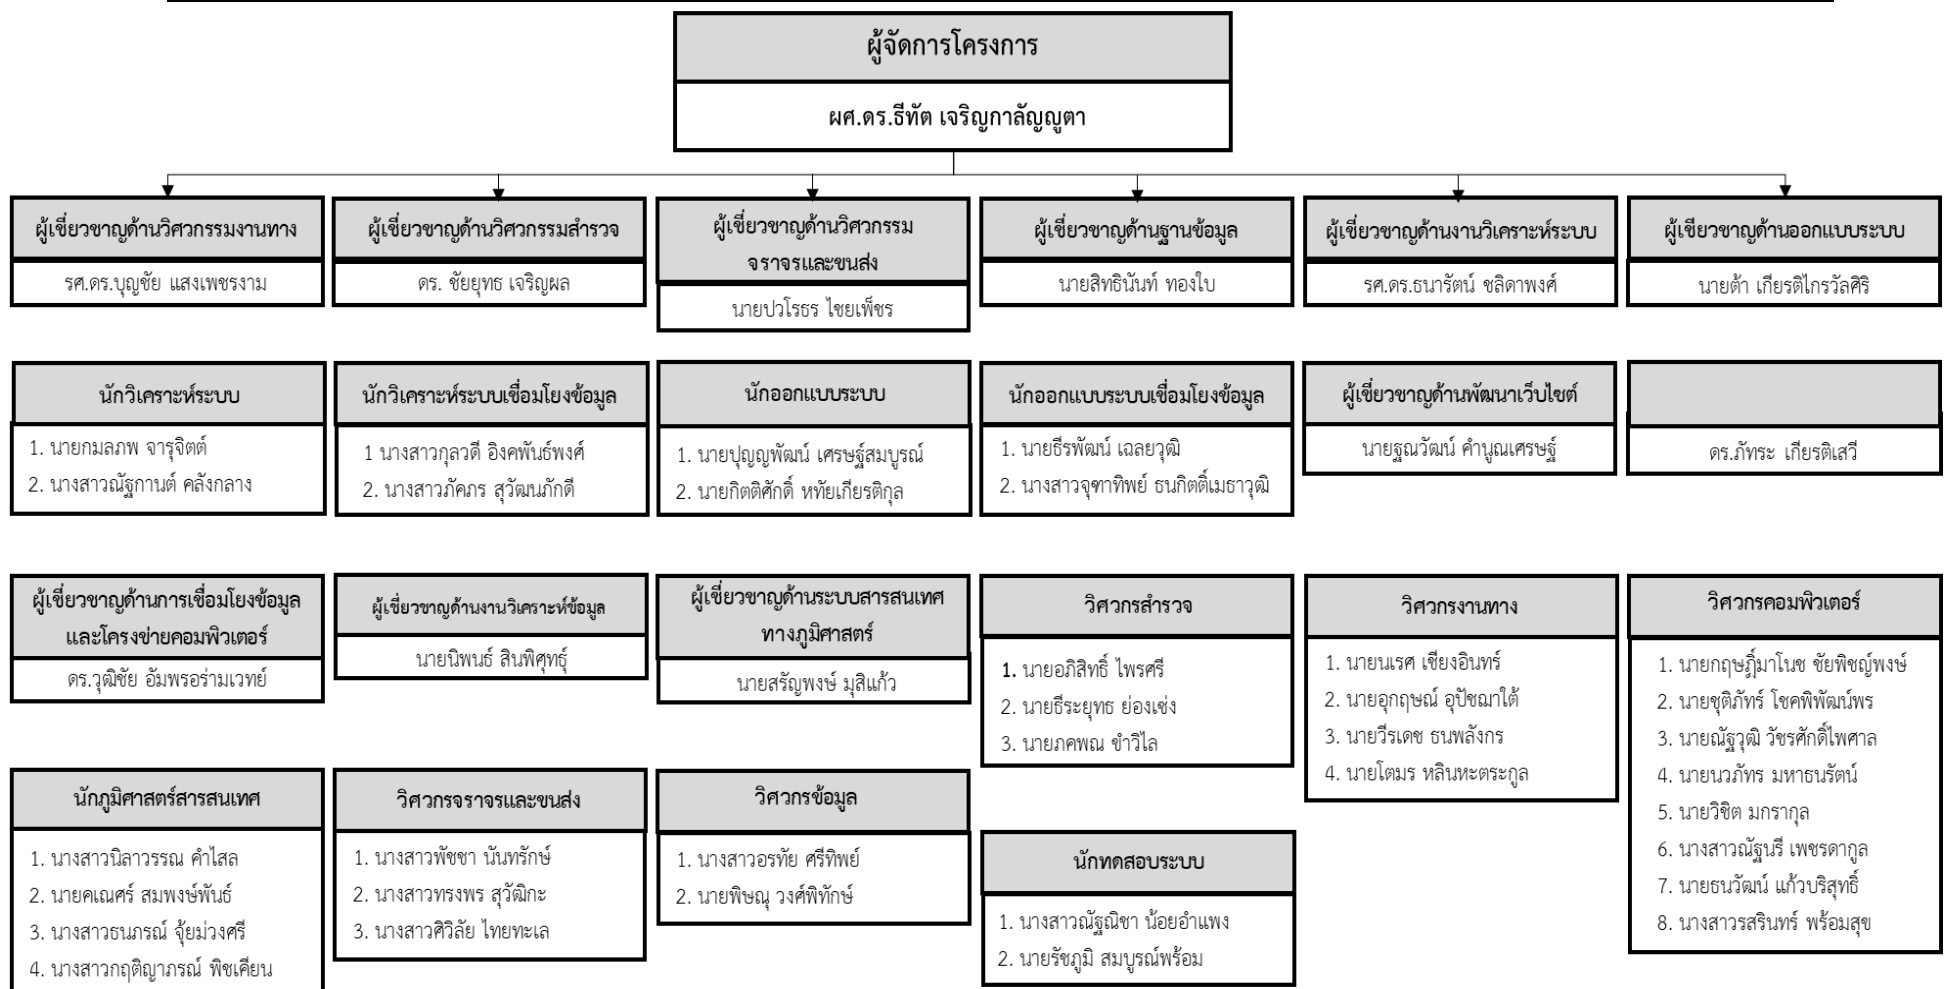 ผู้จัดการโครงการ
ผศ.ดร.ธีทัต เจริญกาลัญญูตา
ผู้เชี่ยวชาญด้านวิศวกรรมงานทาง
รศ.ดร.บุญชัย แสงเพชรงาม
ผู้เชี่ยวชาญด้านวิศวกรรมสำรวจ
ดร. ชัยยุทธ เจริญผล
ผู้เชี่ยวชาญด้านวิศวกรรม
จราจรและขนส่ง
นายปวโรธร ไชยเพ็ชร
ผู้เชี่ยวชาญด้านฐานข้อมูล
นายสิทธินันท์ ทองใบ
ผู้เชี่ยวชาญด้านงานวิเคราะห์ระบบ
รศ.ดร.ธนารัตน์ ชลิดาพงศ์
ผู้เชียวชาญด้านออกแบบระบบ
นายต้า เกียรติไกรวัลศิริ
นักวิเคราะห์ระบบ
1. นายกมลภพ จารุจิตต์
2. นางสาวณัฐกานต์ คลังกลาง
นักวิเคราะห์ระบบเชื่อมโยงข้อมูล
1 นางสาวกุลวดี อิงคพันธ์พงศ์
2. นางสาวภัคภร สุวัฒนภักดี
นักออกแบบระบบ
1. นายปุญญพัฒน์ เศรษฐ์สมบูรณ์
2. นายกิตติศักดิ์ หทัยเกียรติกุล
นักออกแบบระบบเชื่อมโยงข้อมูล
1. นายธีรพัฒน์ เฉลยวุฒิ
2. นางสาวจุฑาทิพย์ ธนกิตติ์เมธาวุฒิ
ผู้เชี่ยวชาญด้านพัฒนาเว็บไซต์
นายฐณวัฒน์ คำนูณเศรษฐ์
ดร.ภัทระ เกียรติเสวี
ผู้เชี่ยวชาญด้านการเชื่อมโยงข้อมูล
และโครงข่ายคอมพิวเตอร์
ดร.วุฒิชัย อัมพรอร่ามเวทย์
ผู้เชี่ยวชาญด้านงานวิเคราะห์ข้อมูล
นายนิพนธ์ สินพิศุทธุ์
ผู้เชี่ยวชาญด้านระบบสารสนเทศ
ทางภูมิศาสตร์
นายสรัญพงษ์ มุสิแก้ว
วิศวกรสำรวจ
1. นายอภิสิทธิ์ ไพรศรี
2. นายธีระยุทธ ย่องเซ่ง
3. นายภคพณ ขำวิไล
วิศวกรงานทาง
1. นายนเรศ เชียงอินทร์
2. นายอุกฤษณ์ อุปัชฌาใต้
3. นายวีรเดช ธนพลังกร
4. นายโตมร หลินหะตระกูล
วิศวกรคอมพิวเตอร์
1. นายกฤษฎิ์มาโนช ชัยพิชญ์พงษ์
2. นายชุติภัทร์ โชคพิพัฒน์พร
3. นายณัฐวุฒิ วัชรศักดิ์ไพศาล
4. นายนวภัทร มหาธนรัตน์
5. นายวิชิต มกรากุล
6. นางสาวณัฐนรี เพชรดากูล
7. นายธนวัฒน์ แก้วบริสุทธิ์
8. นางสาวรสรินทร์ พร้อมสุข
นักภูมิศาสตร์สารสนเทศ
1. นางสาวนิลาวรรณ คำไสล
2. นายคเณศร์ สมพงษ์พันธ์
3. นางสาวธนภรณ์ จุ้ยม่วงศรี
4. นางสาวกฤติญาภรณ์ พิชเคียน
วิศวกรจราจรและขนส่ง
1. นางสาวพัชชา นันทรักษ์
2. นางสาวทรงพร สุวัฒิกะ
3. นางสาวศิวิลัย ไทยทะเล
วิศวกรข้อมูล
1. นางสาวอรทัย ศรีทิพย์
2. นายพิษณุ วงศ์พิทักษ์
นักทดสอบระบบ
1. นางสาวณัฐณิชา น้อยอำแพง
2. นายรัชภูมิ สมบูรณ์พร้อม